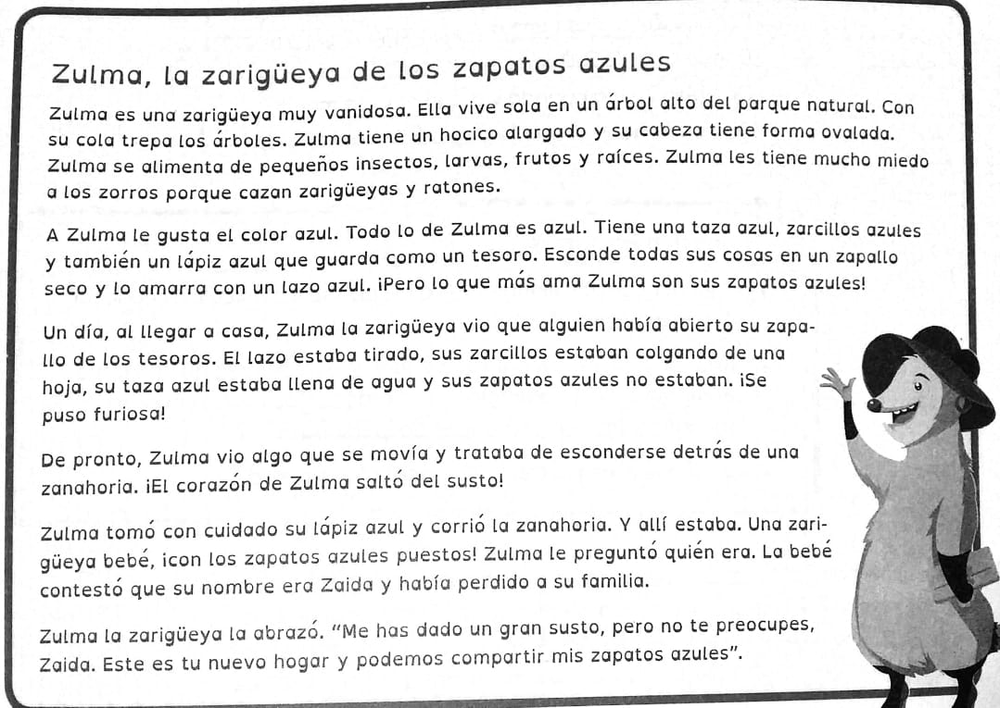 Zulma, la zarigüeya de los zapatos azules
Zulma es una zarigüeya muy vanidosa. Ella vive sola en un árbol alto del parque natural. Con
su cola trepa los árboles. Zulma tiene un hocico alargado y su cabeza tiene forma ovalada.
Zulma se alimenta de pequeños insectos, larvas, frutos y raíces. Zulma les tiene mucho miedo
a los zorros porque cazan zarigüeyas y ratones.
A Zulma le gusta el color azul. Todo lo de Zulma es azul. Tiene una taza azul, zarcillos azules
y también un lápiz azul que guarda como un tesoro. Esconde todas sus cosas en un zapallo
seco y lo amarra con un lazo azul. ¡Pero lo que más ama Zulma son sus zapatos azules!
Un día, al llegar a casa, Zulma la zarigüeya vio que alguien había abierto su zapa-
llo de los tesoros. El lazo estaba tirado, sus zarcillos estaban colgando de una
hoja, su taza azul estaba llena de agua y sus zapatos azules no estaban. ¡Se
puso furiosa!
De pronto, Zulma vio algo que se movía y trataba de esconderse detrás de una
zanahoria. ¡El corazón de Zulma saltó del susto!
Zulma tomó con cuidado su lápiz azul y corrió la zanahoria. Y allí estaba. Una zari-
güeya bebé, ¡con los zapatos azules puestos! Zulma le preguntó quién era. La bebé
contestó que su nombre era Zaida y había perdido a su familia.
Zulma la zarigüeya la abrazó. “Me has dado un gran susto, pero no te preocupes,
Zaida. Este es tu nuevo hogar y podemos compartir mis zapatos azules”.